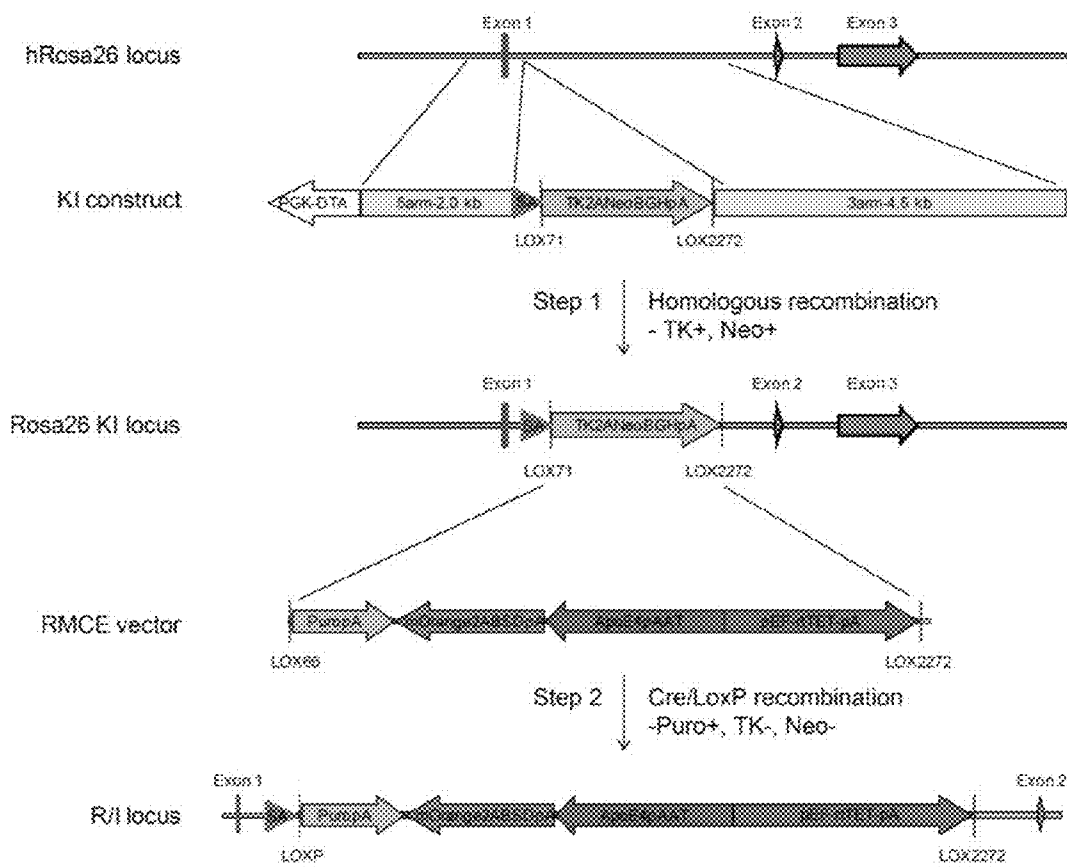 Exon 1
Exon 2
Exon 3
hRosa26 locus
KI construct
PGK-DTA
5arm-2.0 kb
SA
TK2ANeoBGHpA
3arm-4.5 kb
LOX71
LOX2272
Step 1
Homologous recombination
- TK+, Neo+
Exon 1
Exon 2
Exon 3
Rosa26 KI locus
TK2ANeoBGHpA
LOX71
LOX2272
RMCE vector
PuropA
LOX66
LOX2272
Step 2
Cre/LoxP recombination
-Puro+, TK-, Neo-
Exon 1
Exon 2
R/I locus
SA
PuropA
LOXP
LOX2272